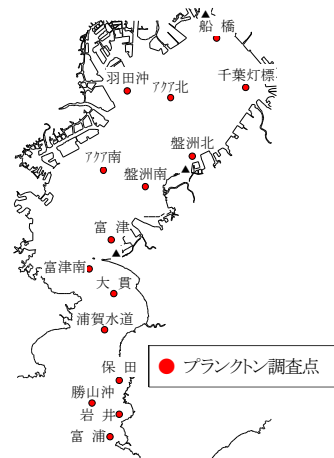 船 橋
羽田沖
千葉灯標
アクア北
盤洲北
アクア南
盤洲南
富 津
富津南
大 貫
浦賀水道
保 田
プランクトン調査点
勝山沖
岩 井
富 浦